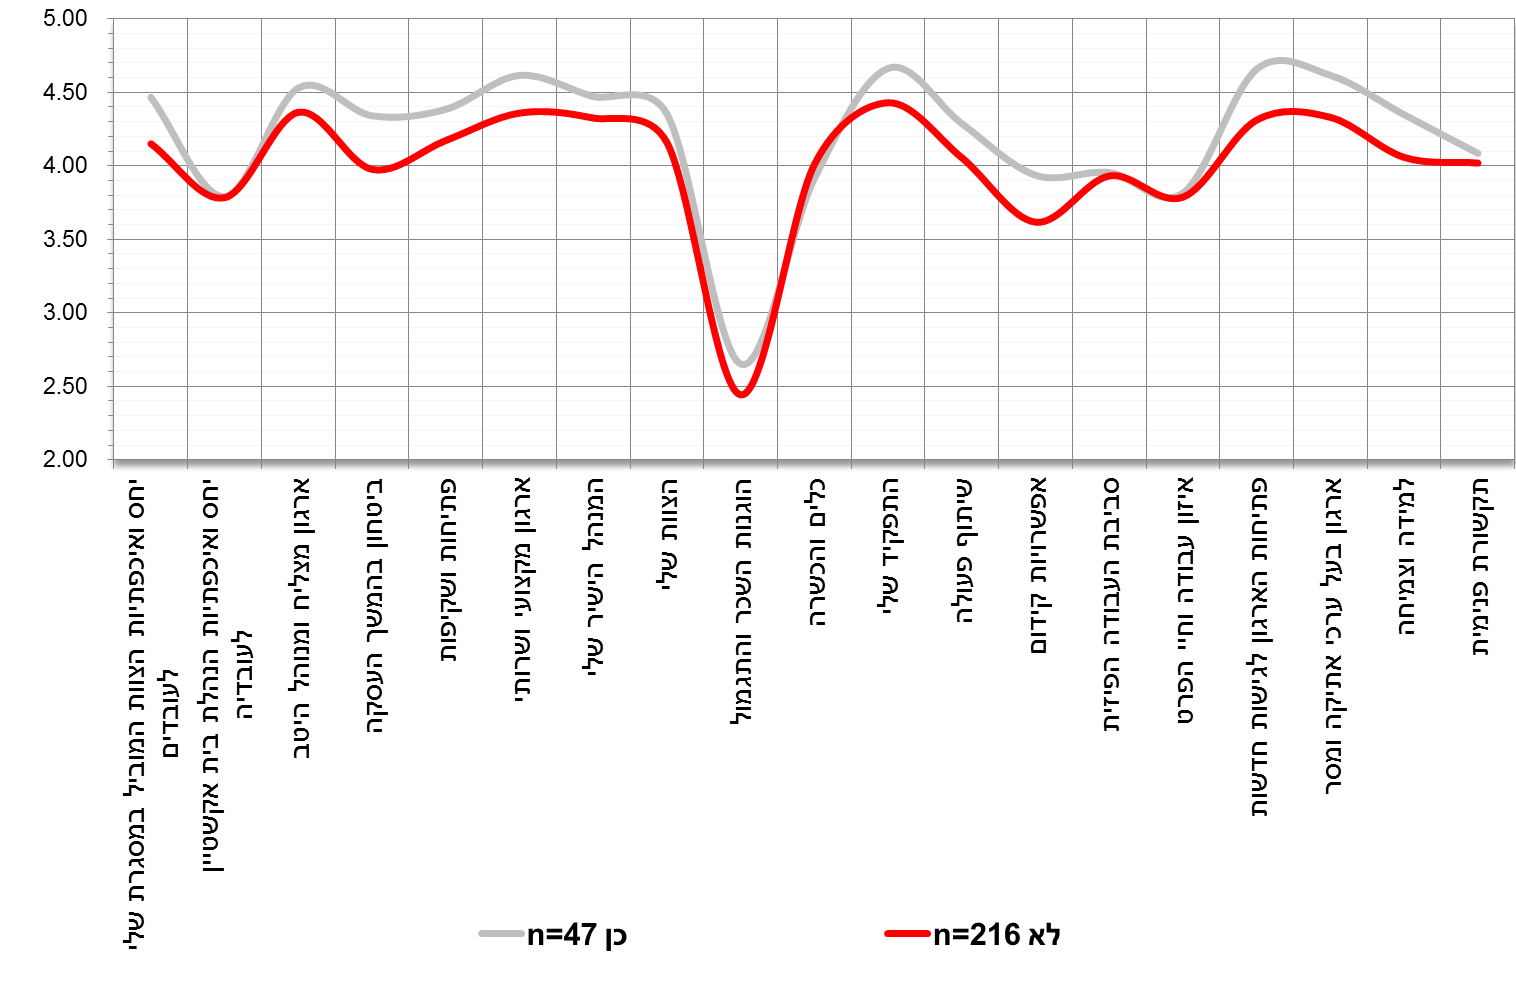 5.00
4.50
4.00
3.50
3.00
2.50
2.00
יחס ואיכפתיות הצוות המוביל במסגרת שלי
לעובדים
יחס ואיכפתיות הנהלת בית אקשטיין
לעובדיה
ארגון מצליח ומנוהל היטב
ביטחון בהמשך העסקה
פתיחות ושקיפות
ארגון מקצועי ושרותי
המנהל הישיר שלי
הצוות שלי
הוגנות השכר והתגמול
כלים והכשרה
התפקיד שלי
שיתוף פעולה
אפשרויות קידום
סביבת העבודה הפיזית
איזון עבודה וחיי הפרט
פתיחות הארגון לגישות חדשות
ארגון בעל ערכי אתיקה ומסר
למידה וצמיחה
תקשורת פנימית
כן n=47
לא n=216